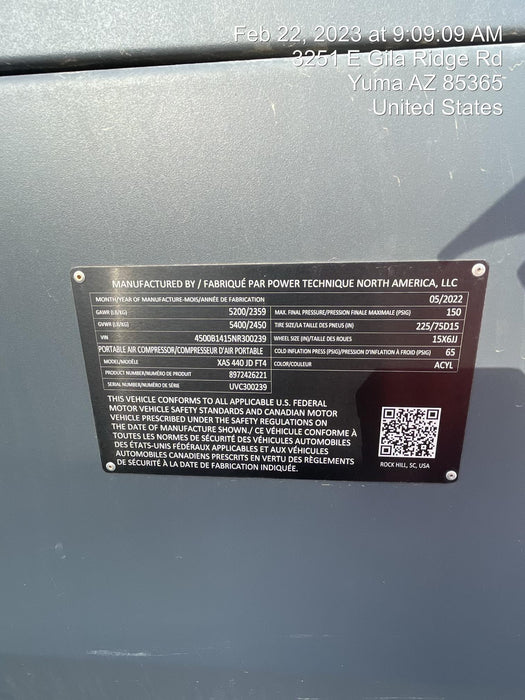 Feb 22, 2023 at 9:09:09 AM
3251 E Gila Ridge Rd
Yuma AZ 85365
United States
MANUFACTURED BY / FABRIQUÉ PAR POWER TECHNIQUE NORTH AMERICA, LLC
MONTH/YEAR OF MANUFACTURE-MOIS/ANNÉE DE FABRICATION 05/2022
GAWR (LB/KG) 5200/2359 MAX. FINAL PRESSURE/PRESSION FINALE MAXIMALE (PSIG) 150
GVWR (LB/KG) 5400/2450 TIRE SIZE/LA TAILLE DES PNEUS (IN) 225/75D15
VIN 4500B1415NR300239 WHEEL SIZE (IN)/TAILLE DES ROUES 15X6JJ
PORTABLE AIR COMPRESSOR/COMPRESSEUR D'AIR PORTABLE COLD INFLATION PRESS (PSIG)/PRESSION D'INFLATION À FROID (PSIG) 65
MODEL/MODÈLE XAS 440 JD FT4 COLOR/COULEUR ACYL
PRODUCT NUMBER/NUMÉRO DE PRODUIT 8972426221
SERIAL NUMBER/NUMÉRO DE SÉRIE UVC300239
THIS VEHICLE CONFORMS TO ALL APPLICABLE U.S. FEDERAL
MOTOR VEHICLE SAFETY STANDARDS AND CANADIAN MOTOR
VEHICLE PRESCRIBED UNDER THE SAFETY REGULATIONS ON
THE DATE OF MANUFACTURE SHOWN./ CE VÉHICULE CONFORME À
TOUTES LES NORMES DE SÉCURITÉ DES VÉHICULES AUTOMOBILES
DES ÉTATS-UNIS FÉDÉRAUX APPLICABLES ET AUX VÉHICULES
AUTOMOBILES CANADIENS PRESCRITS EN VERTU DES RÈGLEMENTS
DE SÉCURITÉ À LA DATE DE FABRICATION INDIQUÉE.
ROCK HILL, SC, USA